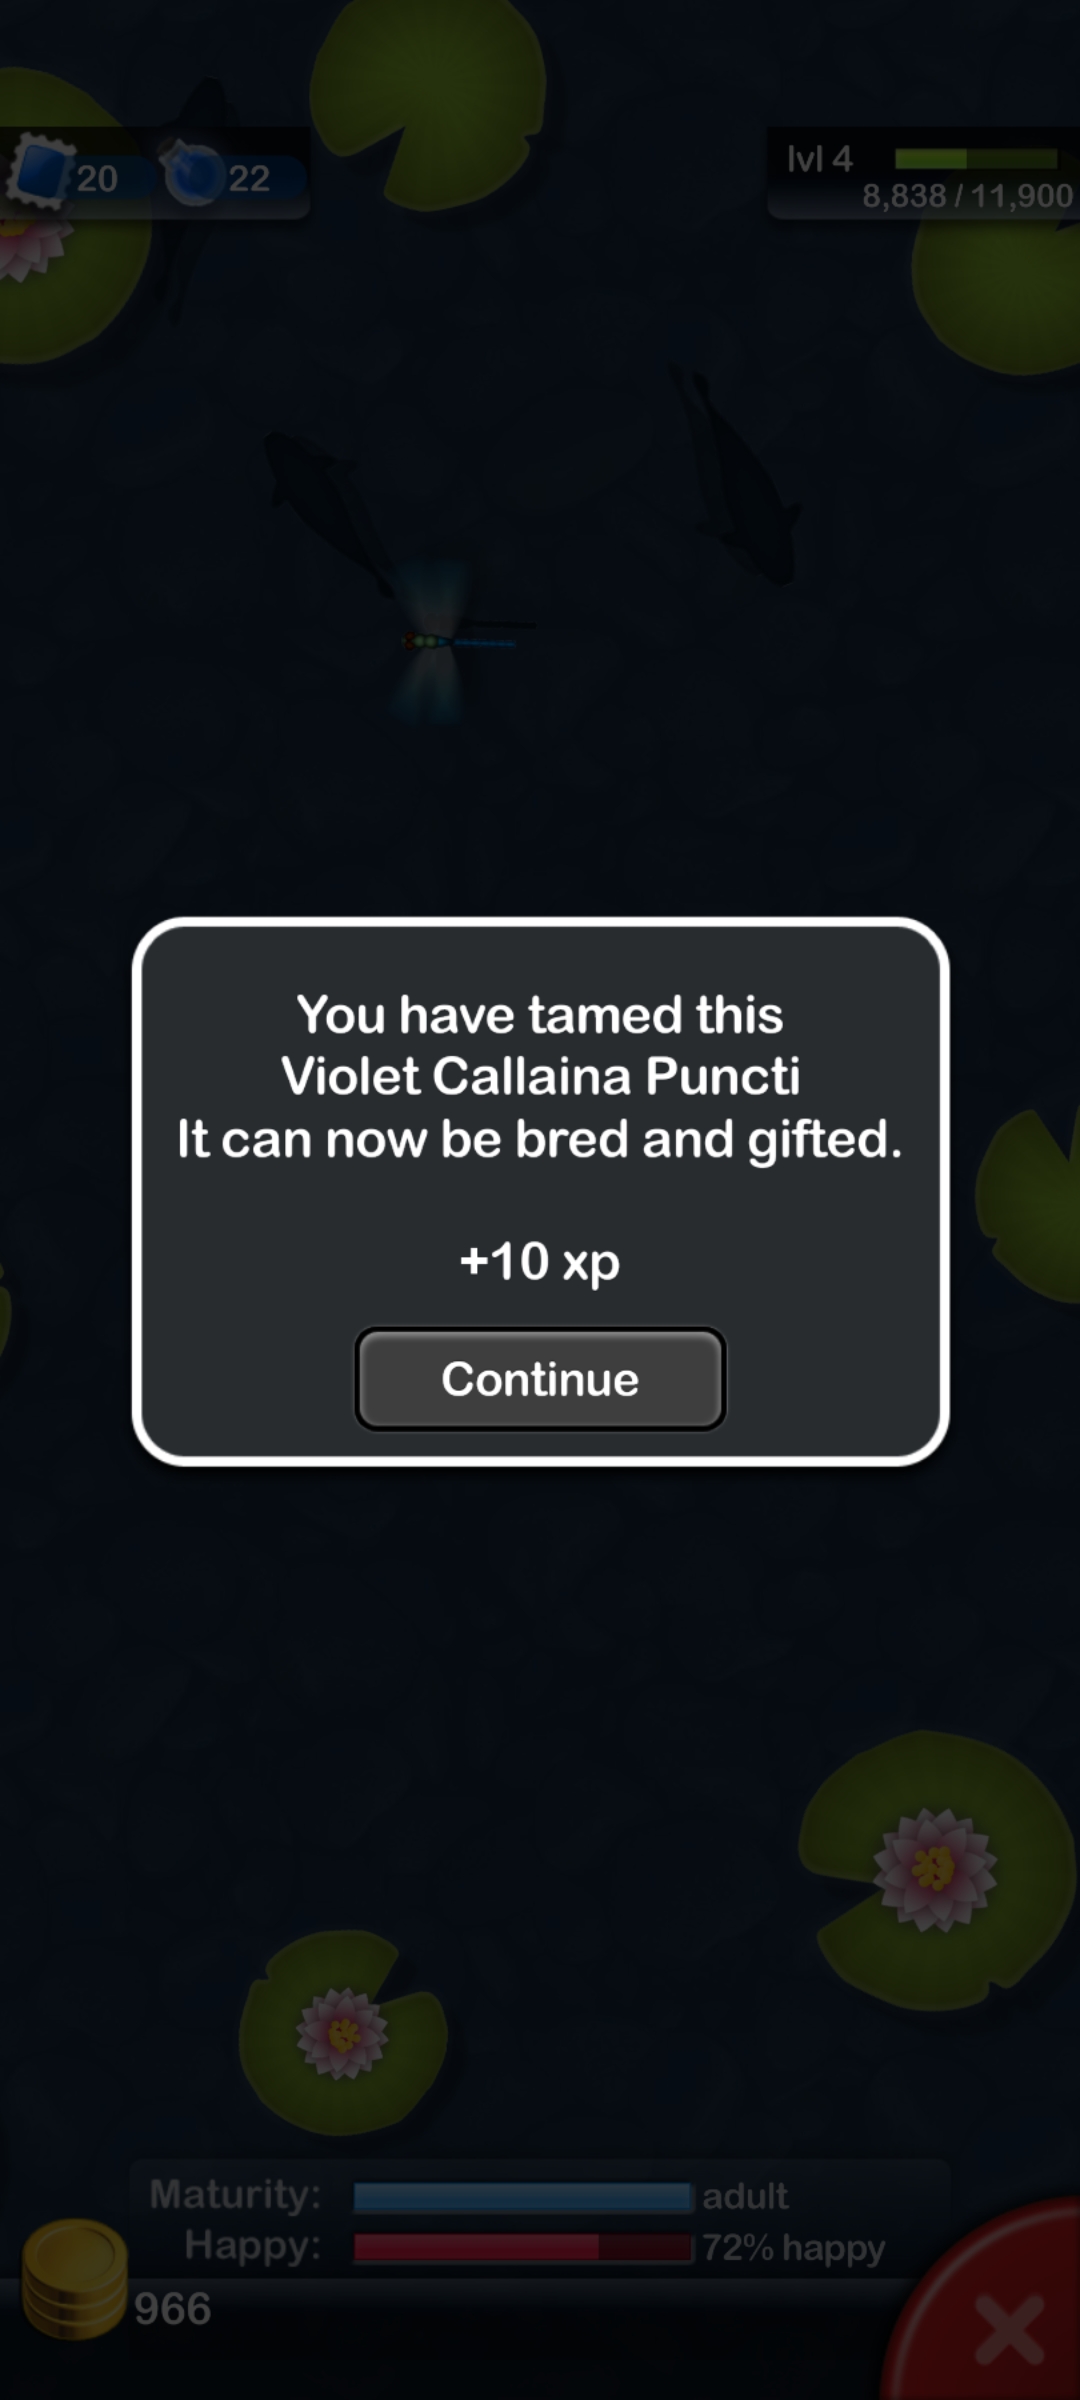 20
22
lvl 4
8,838 / 11,900
You have tamed this
Violet Callaina Puncti
It can now be bred and gifted.
+10 xp
Continue
Maturity: adult
Happy: 72% happy
966